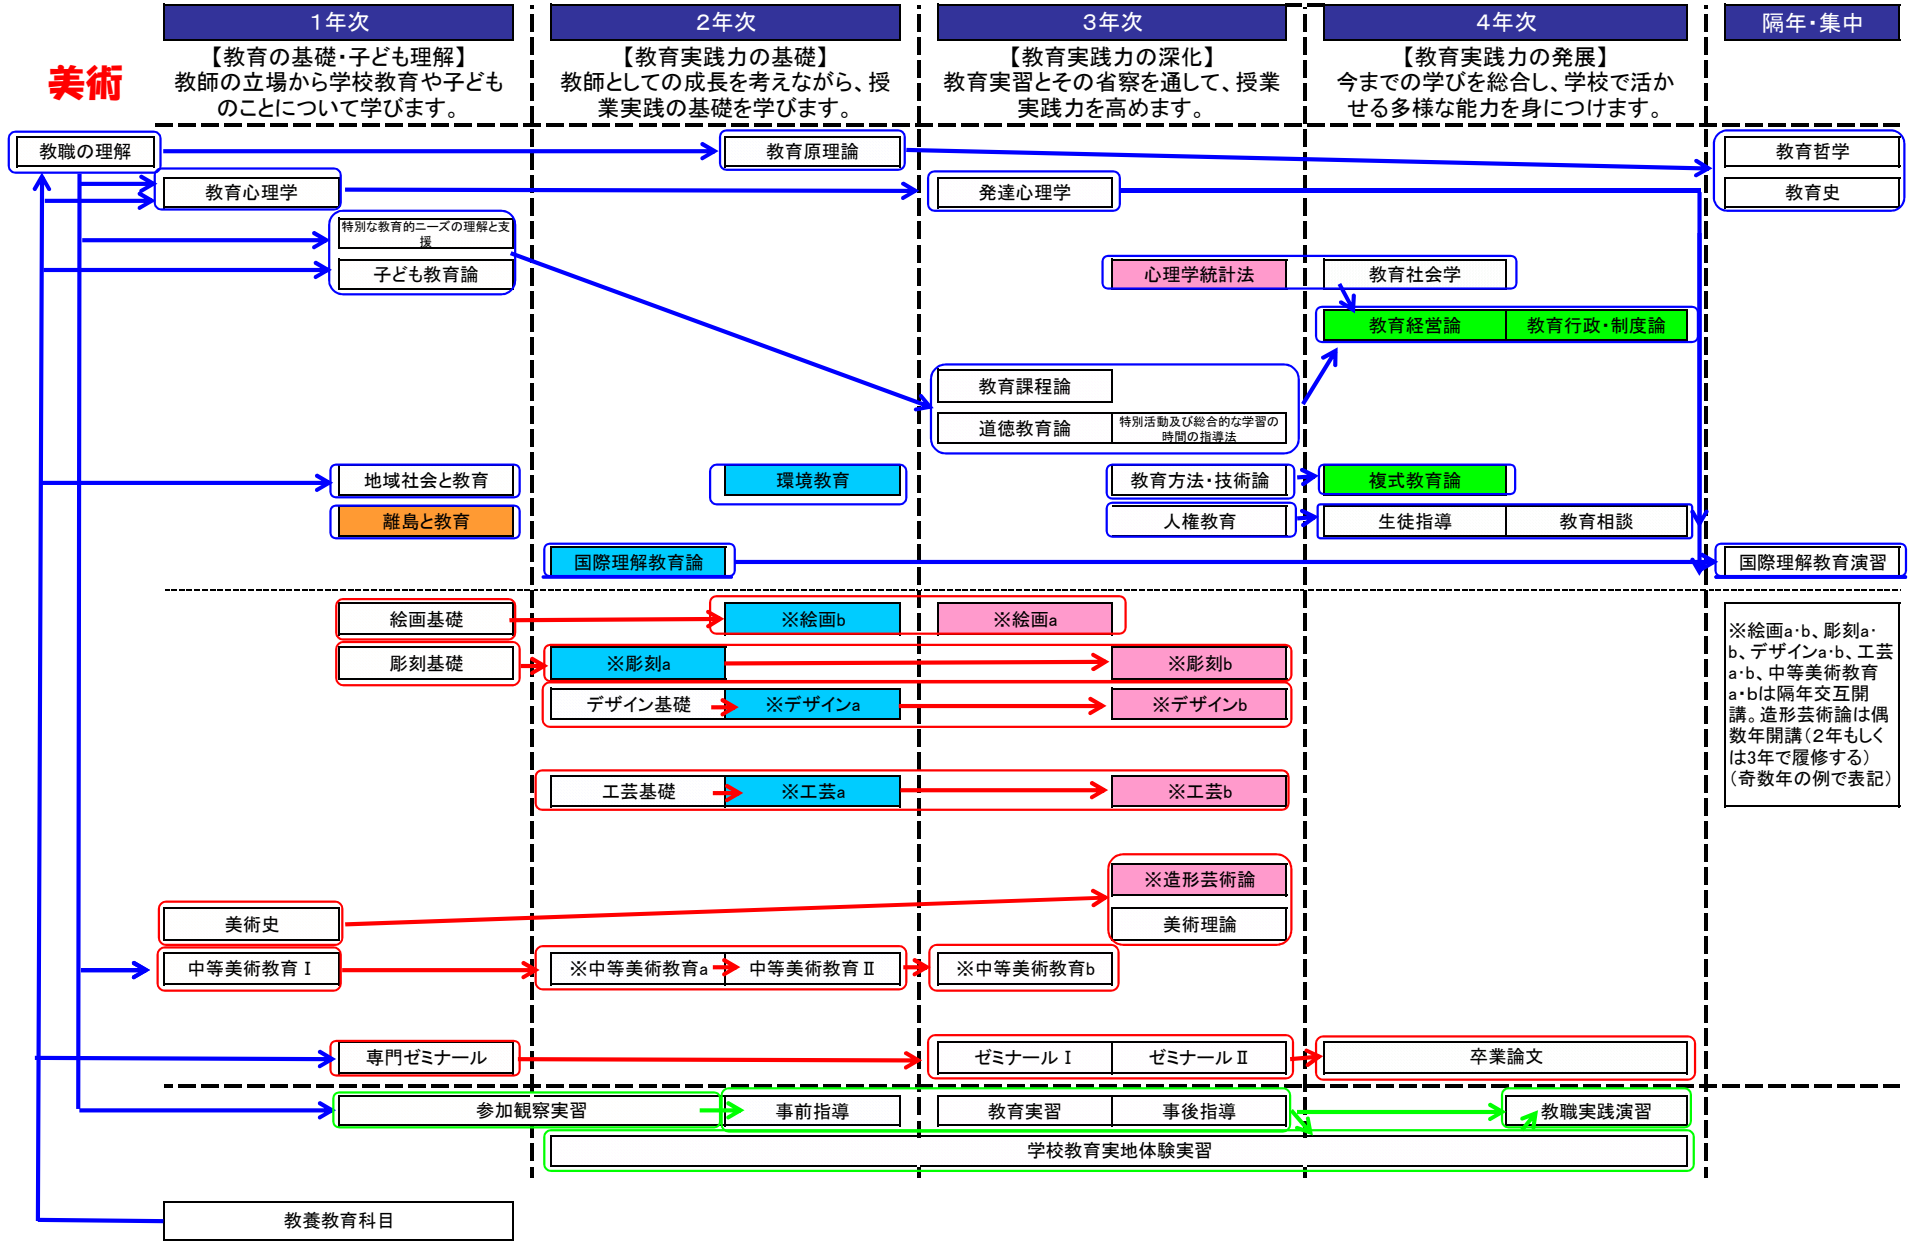 1年次
2年次
3年次
4年次
隔年・集中
美術
【教育の基礎・子ども理解】
教師の立場から学校教育や子ども
のことについて学びます。
【教育実践力の基礎】
教師としての成長を考えながら、授
業実践の基礎を学びます。
【教育実践力の深化】
教育実習とその省察を通して、授業
実践力を高めます。
【教育実践力の発展】
今までの学びを総合し、学校で活か
せる多様な能力を身につけます。
教職の理解
教育原理論
教育哲学
教育心理学
発達心理学
教育史
特別な教育的ニーズの理解と支
援
子ども教育論
心理学統計法
教育社会学
教育経営論
教育行政・制度論
教育課程論
道徳教育論
特別活動及び総合的な学習の
時間の指導法
地域社会と教育
環境教育
教育方法・技術論
複式教育論
離島と教育
人権教育
生徒指導
教育相談
国際理解教育論
国際理解教育演習
絵画基礎
※絵画b
※絵画a
彫刻基礎
※彫刻a
※彫刻b
デザイン基礎
※デザインa
※デザインb
※絵画a・b、彫刻a・
b、デザインa・b、工芸
a・b、中等美術教育
a・bは隔年交互開
講。造形芸術論は偶
数年開講(2年もしく
は3年で履修する)
(奇数年の例で表記)
工芸基礎
※工芸a
※工芸b
※造形芸術論
美術史
美術理論
中等美術教育Ⅰ
※中等美術教育a
中等美術教育Ⅱ
※中等美術教育b
専門ゼミナール
ゼミナールⅠ
ゼミナールⅡ
卒業論文
参加観察実習
事前指導
教育実習
事後指導
教職実践演習
学校教育実地体験実習
教養教育科目